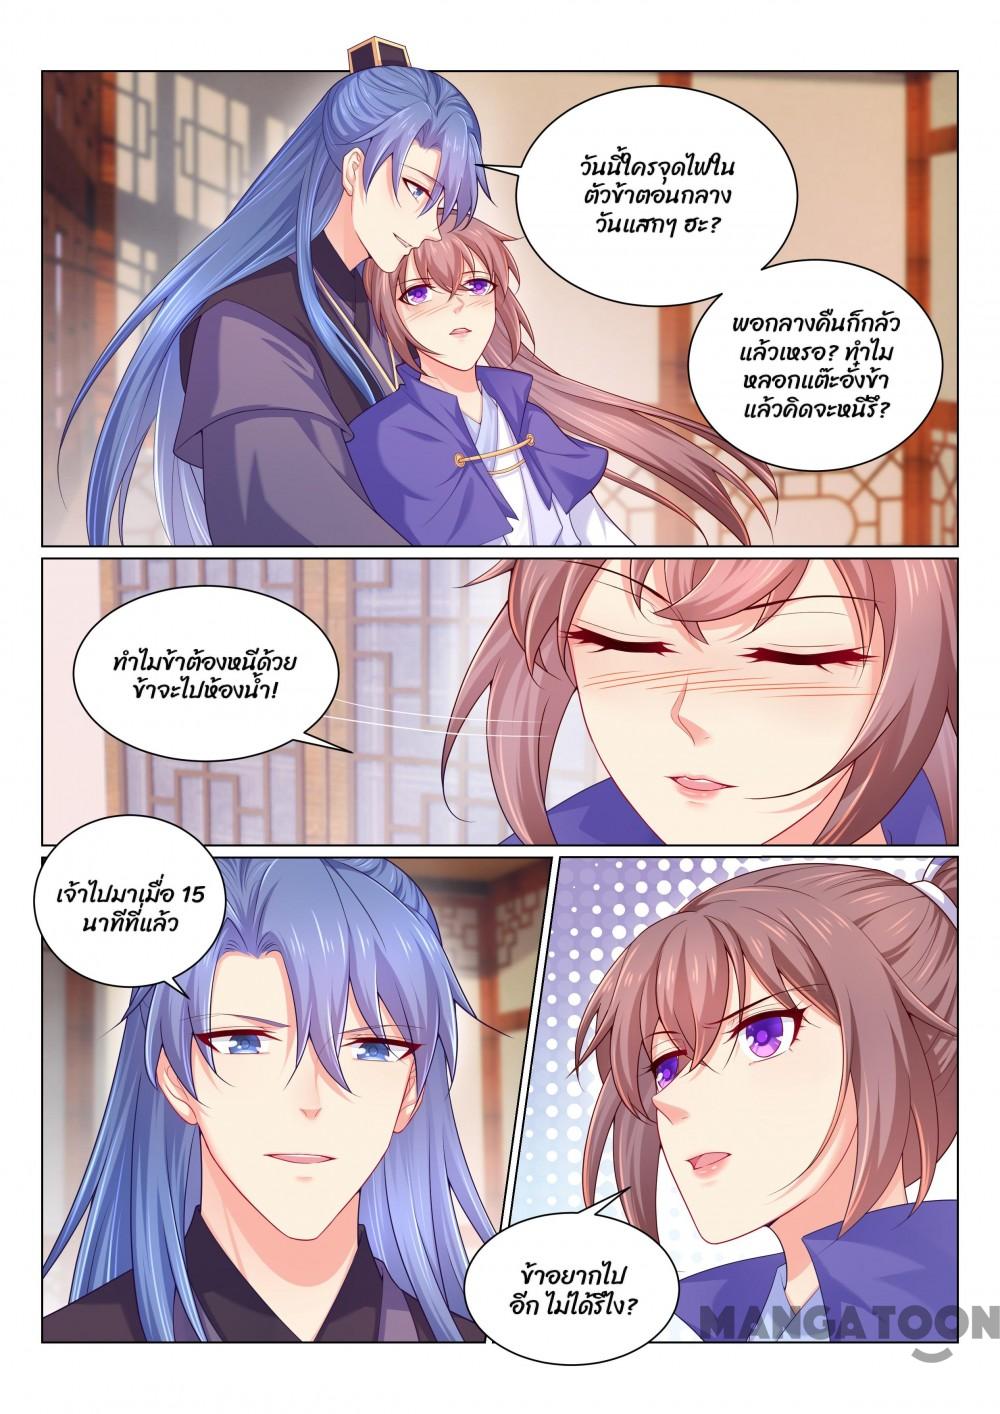 วันนี้ใครจุดไฟใน
ตัวข้าตอนกลาง
วันแสกๆ ฮะ?
พอกลางคืนก็กลัว
แล้วเหรอ? ทำไม
หลอกแต๊ะอั๋งข้า
แล้วคิดจะหนีรึ?
ทำไมข้าต้องหนีด้วย
ข้าจะไปห้องน้ำ!
เจ้าไปมาเมื่อ 15
นาทีที่แล้ว
ข้าอยากไป
อีก ไม่ได้รึไง?
MANGATOON